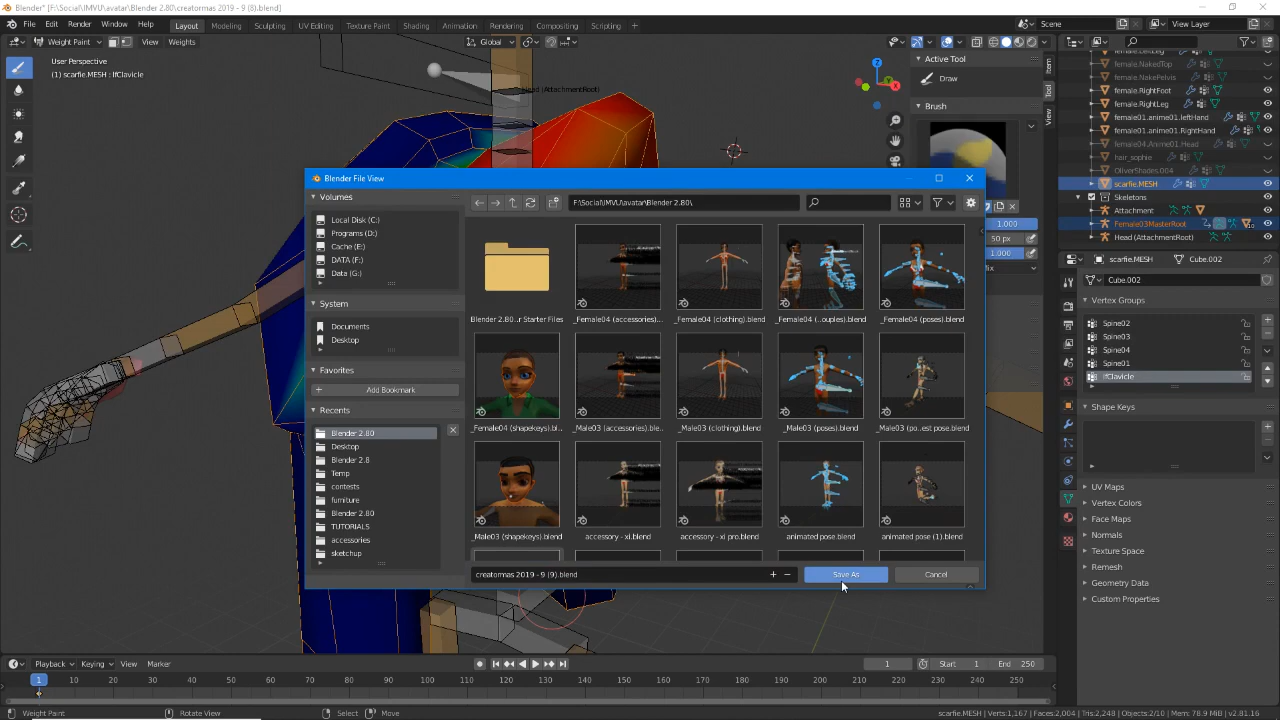 Blender* [F:\Social\IMVU\avatar\Blender 2.80\creatormas 2019 - 9 (8).blend]
File Edit Render Window Help Layout Modeling Sculpting UV Editing Texture Paint Shading Animation Rendering Compositing Scripting + Scene View Layer
Weight Paint View Weights Global
User Perspective
(1) scarfie.MESH : lfClavicle
Head (AttachmentRoot)
Active Tool
Draw
Brush
Item
Tool
View
1.000
50 px
1.000
female.LeftLeg
female.NakedTop
female.NakePelvis
female.RightFoot
female.RightLeg
female01.anime01.leftHand
female01.anime01.RightHand
female04.Anime01.Head
hair_sophie
OliverShades.004
scarfie.MESH
Skeletons
Attachment
Female03MasterRoot
Head (AttachmentRoot)
scarfie.MESH Cube.002
Cube.002
Vertex Groups
Spine02
Spine03
Spine04
Spine01
lfClavicle
Shape Keys
UV Maps
Vertex Colors
Face Maps
Normals
Texture Space
Remesh
Geometry Data
Custom Properties
Blender File View
Volumes
Local Disk (C:)
Programs (D:)
Cache (E:)
DATA (F:)
Data (G:)
System
Documents
Desktop
Favorites
Add Bookmark
Recents
Blender 2.80
Desktop
Blender 2.8
Temp
contests
furniture
Blender 2.80
TUTORIALS
accessories
sketchup
F:\Social\IMVU\avatar\Blender 2.80\
Blender 2.80...r Starter Files _Female04 (accessories)... _Female04 (clothing).blend _Female04 (...ouples).blend _Female04 (poses).blend
_Female04 (shapekeys).bl... _Male03 (accessories).ble... _Male03 (clothing).blend _Male03 (poses).blend _Male03 (po...est pose.blend
_Male03 (shapekeys).blend accessory - xi.blend accessory - xi pro.blend animated pose.blend animated pose (1).blend
creatormas 2019 - 9 (9).blend + − Save As Cancel
Playback Keying View Marker 1 Start 1 End 250
1 10 20 30 40 50 60 70 80 90 100 110 120 130 140 150 160 170 180 190 200 210 220 230 240 250
Weight Paint Rotate View Select Move scarfie.MESH | Verts:1,167 | Faces:2,004 | Tris:2,248 | Objects:2/10 | Mem: 78.9 MiB | v2.81.16